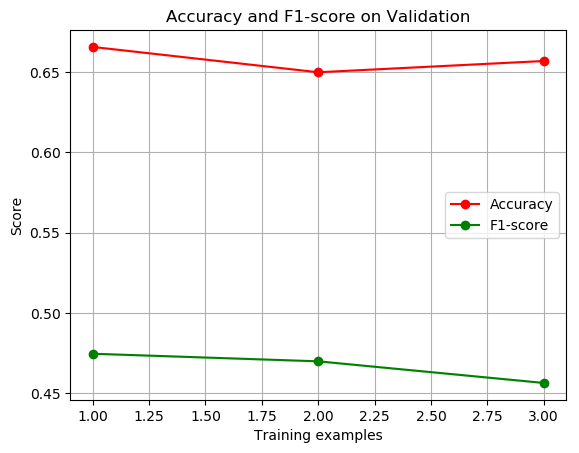 Accuracy and F1-score on Validation
Score
0.65
0.60
0.55
0.50
0.45
Accuracy
F1-score
1.00 1.25 1.50 1.75 2.00 2.25 2.50 2.75 3.00
Training examples